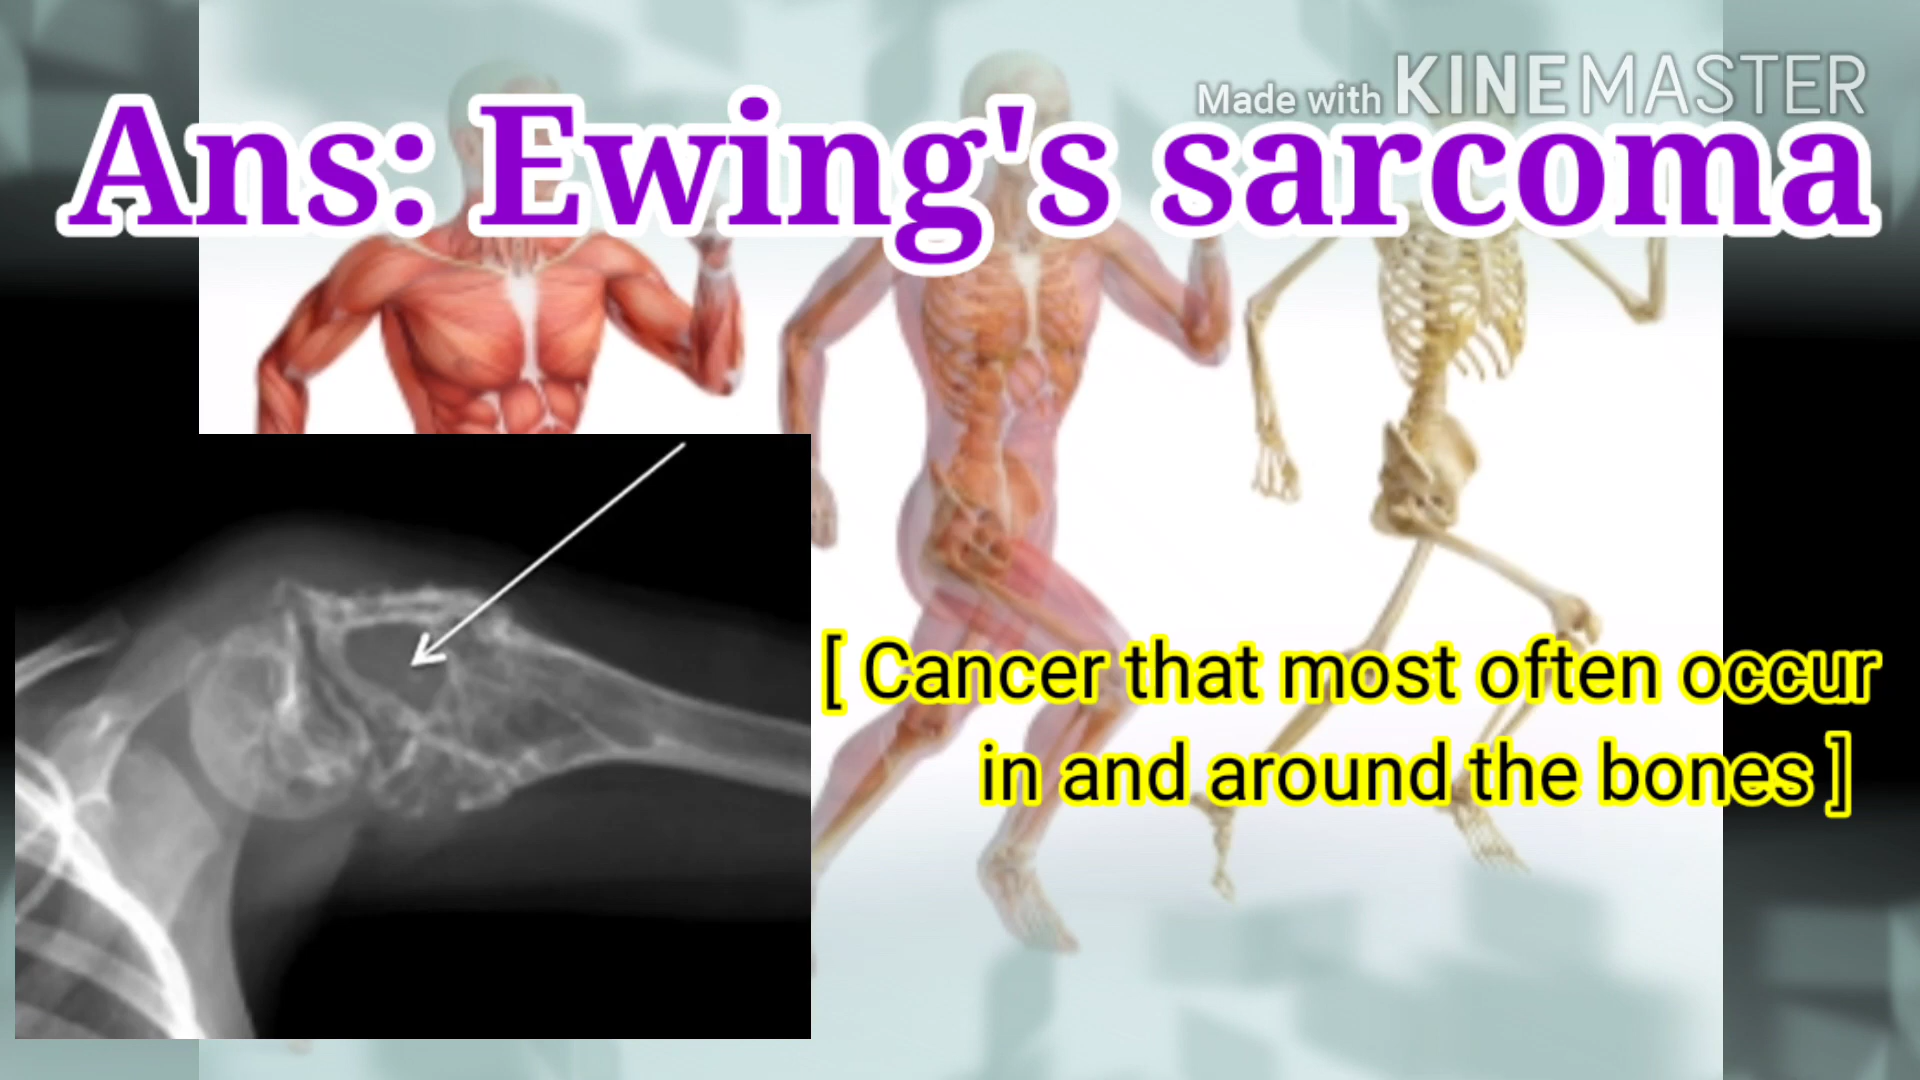 Made with KINEMASTER
Ans: Ewing's sarcoma
[ Cancer that most often occur
in and around the bones ]